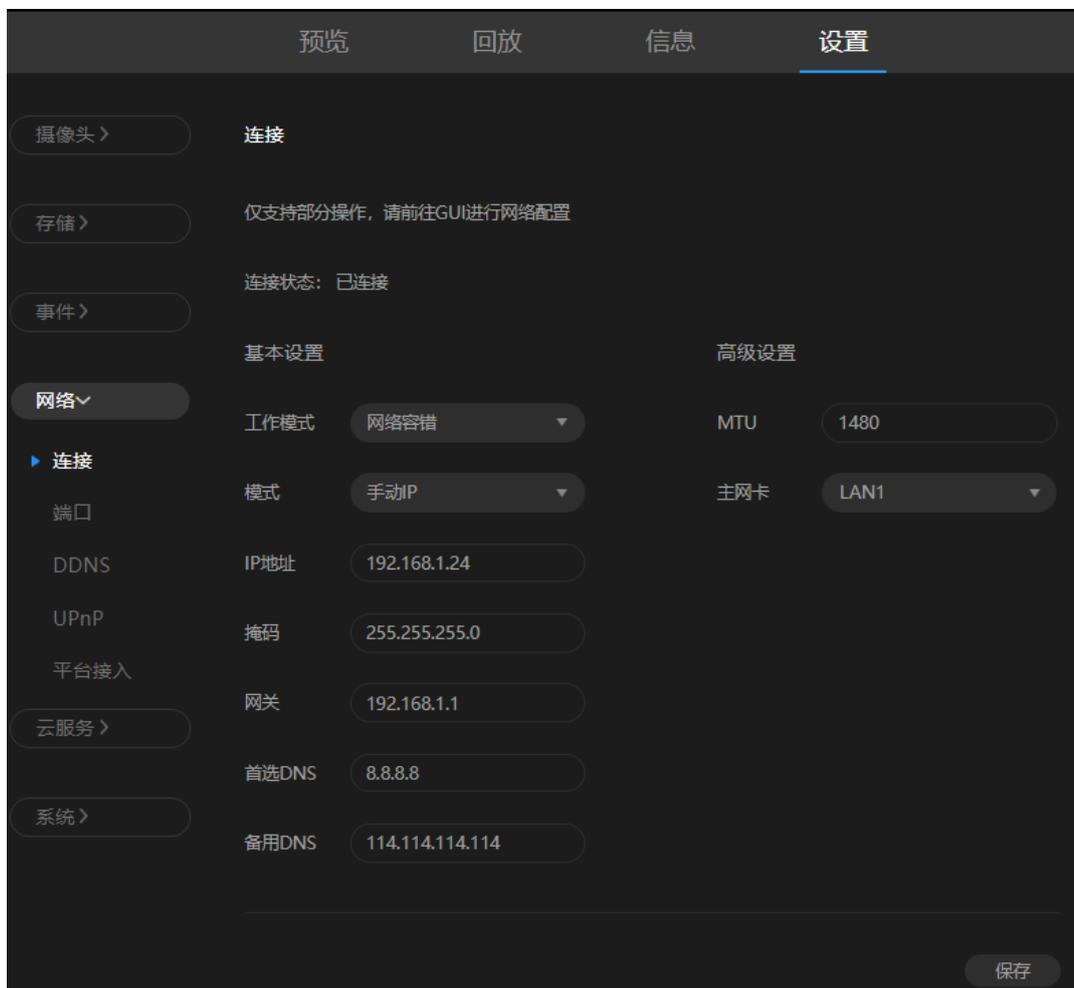 预览 回放 信息 设置
摄像头
存储
事件
网络
连接
端口
DDNS
UPnP
平台接入
云服务
系统
连接
仅支持部分操作，请前往GUI进行网络配置
连接状态： 已连接
基本设置
工作模式 网络容错
模式 手动IP
IP地址 192.168.1.24
掩码 255.255.255.0
网关 192.168.1.1
首选DNS 8.8.8.8
备用DNS 114.114.114.114
高级设置
MTU 1480
主网卡 LAN1
保存